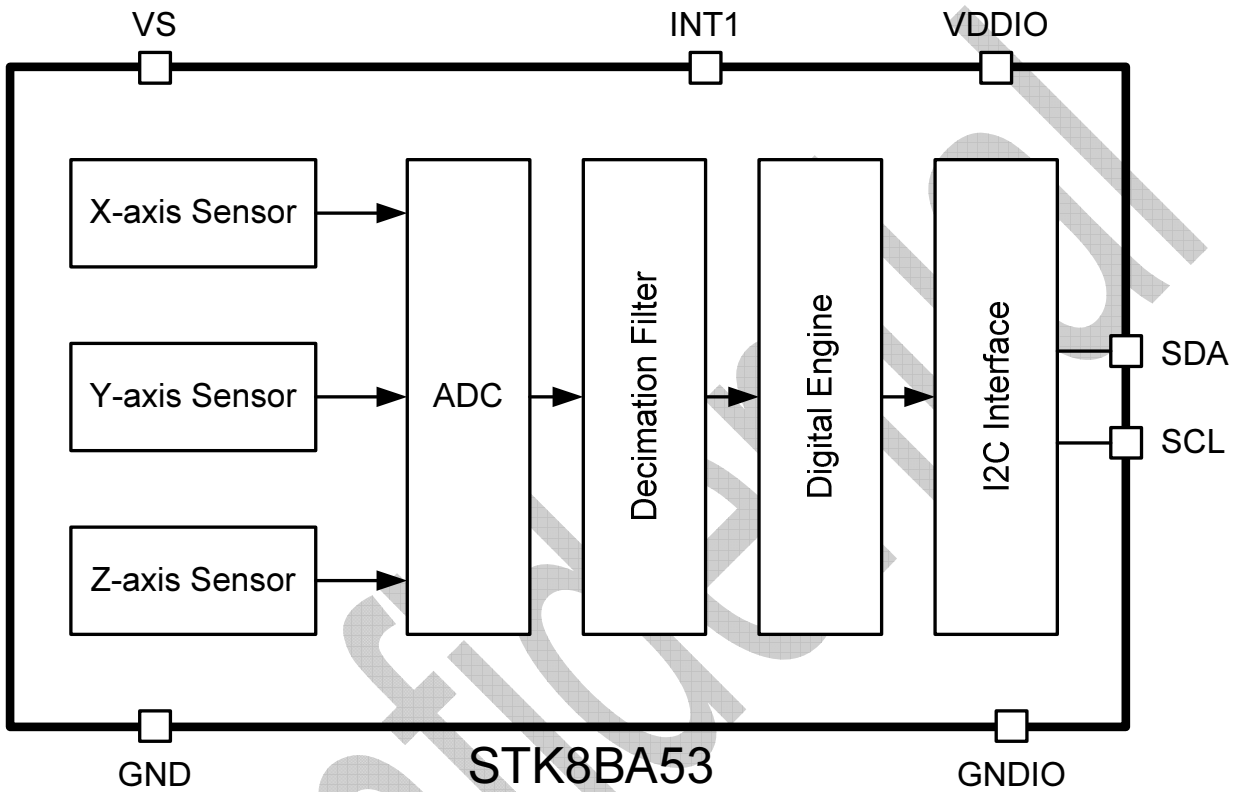 VS
INT1
VDDIO
X-axis Sensor
Y-axis Sensor
Z-axis Sensor
ADC
Decimation Filter
Digital Engine
I2C Interface
SDA
SCL
GND
STK8BA53
GNDIO